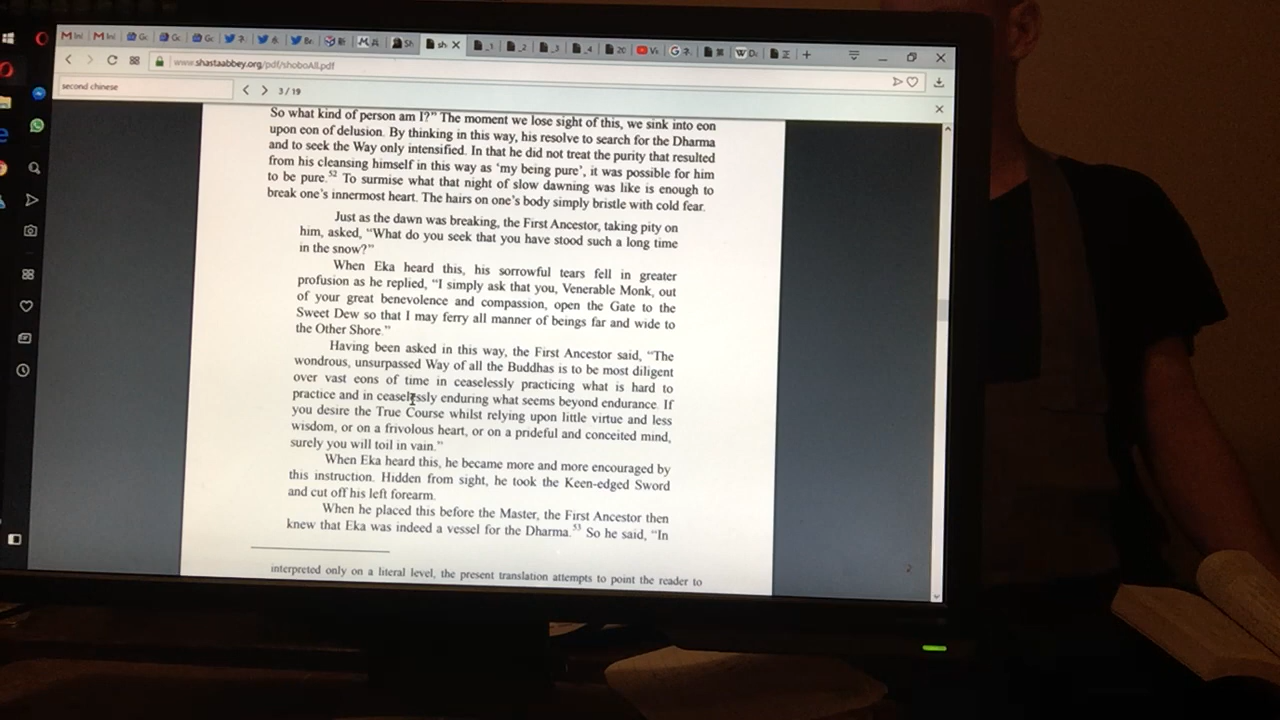 sh
_1
_2
_3
_4
20
www.shastaabbey.org/pdf/shoboAll.pdf
second chinese
3 / 19
So what kind of person am I?” The moment we lose sight of this, we sink into eon
upon eon of delusion. By thinking in this way, his resolve to search for the Dharma
and to seek the Way only intensified. In that he did not treat the purity that resulted
from his cleansing himself in this way as ‘my being pure’, it was possible for him
to be pure.52 To surmise what that night of slow dawning was like is enough to
break one’s innermost heart. The hairs on one’s body simply bristle with cold fear.
Just as the dawn was breaking, the First Ancestor, taking pity on
him, asked, “What do you seek that you have stood such a long time
in the snow?”
When Eka heard this, his sorrowful tears fell in greater
profusion as he replied, “I simply ask that you, Venerable Monk, out
of your great benevolence and compassion, open the Gate to the
Sweet Dew so that I may ferry all manner of beings far and wide to
the Other Shore.”
Having been asked in this way, the First Ancestor said, “The
wondrous, unsurpassed Way of all the Buddhas is to be most diligent
over vast eons of time in ceaselessly practicing what is hard to
practice and in ceaselessly enduring what seems beyond endurance. If
you desire the True Course whilst relying upon little virtue and less
wisdom, or on a frivolous heart, or on a prideful and conceited mind,
surely you will toil in vain.”
When Eka heard this, he became more and more encouraged by
this instruction. Hidden from sight, he took the Keen-edged Sword
and cut off his left forearm.
When he placed this before the Master, the First Ancestor then
knew that Eka was indeed a vessel for the Dharma.53 So he said, “In
interpreted only on a literal level, the present translation attempts to point the reader to